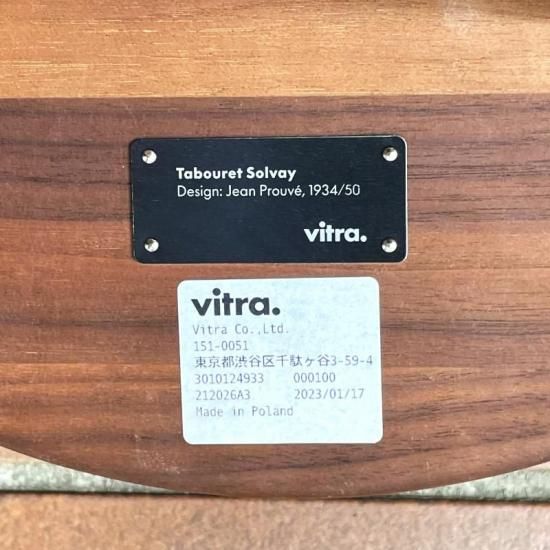 Tabouret Solvay
Design: Jean Prouvé, 1934/50
vitra.
vitra.
Vitra Co.,Ltd.
151-0051
東京都渋谷区千駄ヶ谷3-59-4
3010124933 000100
212026A3 2023/01/17
Made in Poland